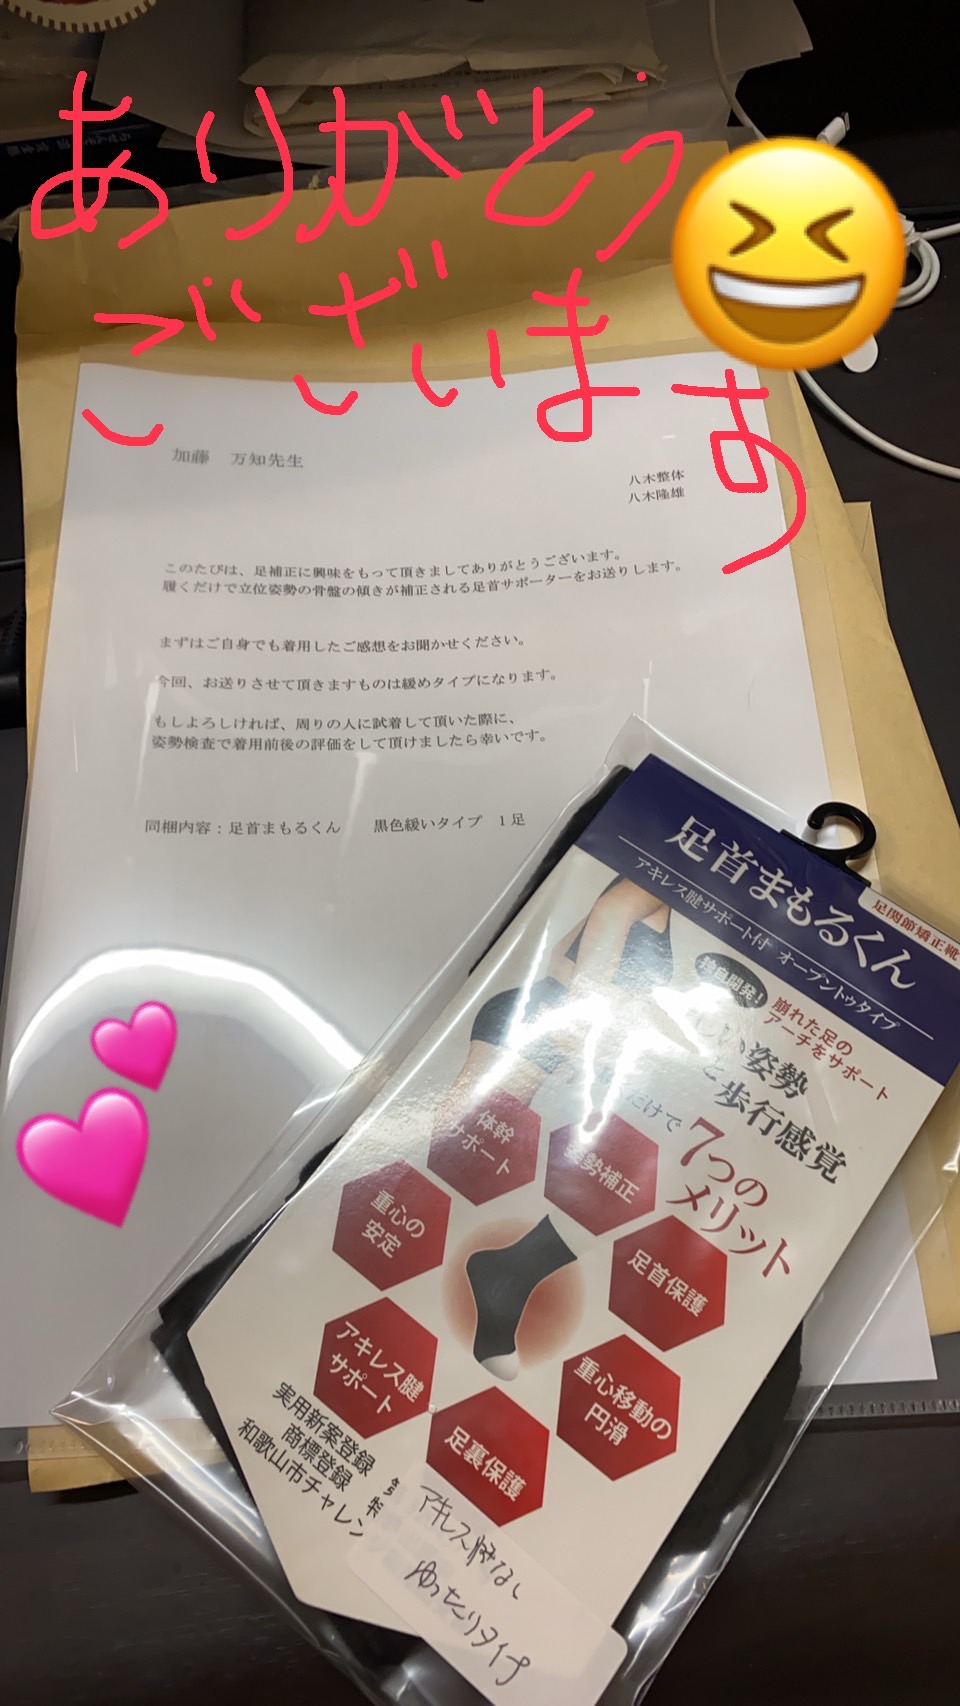 ありがとう
ございます
加藤 万知先生
八木整体
八木隆雄
このたびは、足補正に興味をもって頂きましてありがとうございます。
履くだけで立位姿勢の骨盤の傾きが補正される足首サポーターをお送りします。
まずはご自身でも着用したご感想をお聞かせください。
今回、お送りさせて頂きますものは緩めタイプになります。
もしよろしければ、周りの人に試着して頂いた際に、
姿勢検査で着用前後の評価をして頂けましたら幸いです。
同梱内容：足首まもるくん 黒色緩いタイプ 1足
足首まもるくん
アキレス腱サポート付 オープントゥタイプ
足関節矯正靴
独自開発！
崩れた足の
アーチをサポート
い姿勢
と歩行感覚
だけで
7つの
メリット
体幹
サポート
姿勢補正
重心の
安定
足首保護
アキレス腱
サポート
重心移動の
円滑
足裏保護
実用新案登録
商標登録
和歌山市チャレン
アキレス腱なし
ゆったりタイプ